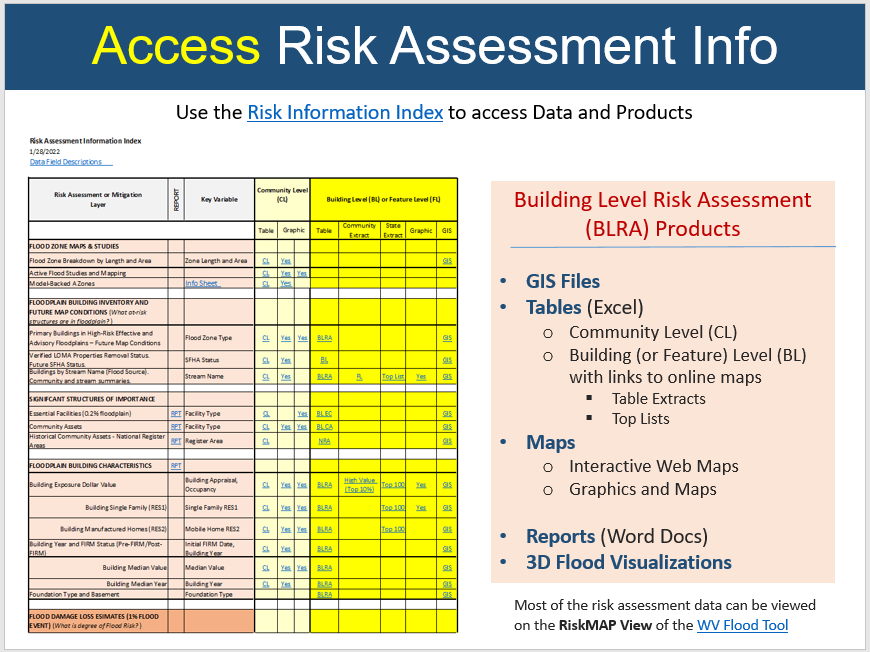 Access Risk Assessment Info
Use the Risk Information Index to access Data and Products
Risk Assessment Information Index
1/28/2022
Data Field Descriptions
Risk Assessment or Mitigation Layer REPORT Key Variable Community Level (CL) Building Level (BL) or Feature Level (FL)
Table Graphic Table Community Extract State Extract Graphic GIS
FLOOD ZONE MAPS & STUDIES
Flood Zone Breakdown by Length and Area Zone Length and Area CL Yes GIS
Active Flood Studies and Mapping CL Yes Yes
Model-Backed A Zones Info Sheet CL Yes
FLOODPLAIN BUILDING INVENTORY AND
FUTURE MAP CONDITIONS (What at-risk
structures are in floodplain?)
Primary Buildings in High-Risk Effective and
Advisory Floodplains – Future Map Conditions Flood Zone Type CL Yes Yes BLRA GIS
Verified LOMA Properties Removal Status.
Future SFHA Status. SFHA Status CL Yes BL GIS
Buildings by Stream Name (Flood Source).
Community and stream summaries. Stream Name CL Yes BLRA FL Top List Yes GIS
SIGNIFCANT STRUCTURES OF IMPORTANCE
Essential Facilities (0.2% floodplain) RPT Facility Type CL Yes BLEC GIS
Community Assets RPT Facility Type CL Yes Yes BLCA GIS
Historical Community Assets - National Register
Areas RPT Register Area CL NRA GIS
FLOODPLAIN BUILDING CHARACTERISTICS RPT
Building Exposure Dollar Value Building Appraisal, Occupancy CL Yes Yes BLRA High Value (Top 10%) Top 100 Yes GIS
Building Single Family (RES1) Single Family RES1 CL Yes Yes BLRA Top 100 Yes GIS
Building Manufactured Homes (RES2) Mobile Home RES2 CL Yes Yes BLRA Top 100 GIS
Building Year and FIRM Status (Pre-FIRM/Post-
FIRM) Initial FIRM Date, Building Year CL Yes BLRA GIS
Building Median Value Median Value CL Yes Yes BLRA GIS
Building Median Year Building Year CL Yes BLRA GIS
Foundation Type and Basement Foundation Type BLRA GIS
FLOOD DAMAGE LOSS ESIMATES (1% FLOOD
EVENT) (What is degree of Flood Risk?)
Building Level Risk Assessment
(BLRA) Products
• GIS Files
• Tables (Excel)
o Community Level (CL)
o Building (or Feature) Level (BL)
with links to online maps
▪ Table Extracts
▪ Top Lists
• Maps
o Interactive Web Maps
o Graphics and Maps
• Reports (Word Docs)
• 3D Flood Visualizations
Most of the risk assessment data can be viewed
on the RiskMAP View of the WV Flood Tool